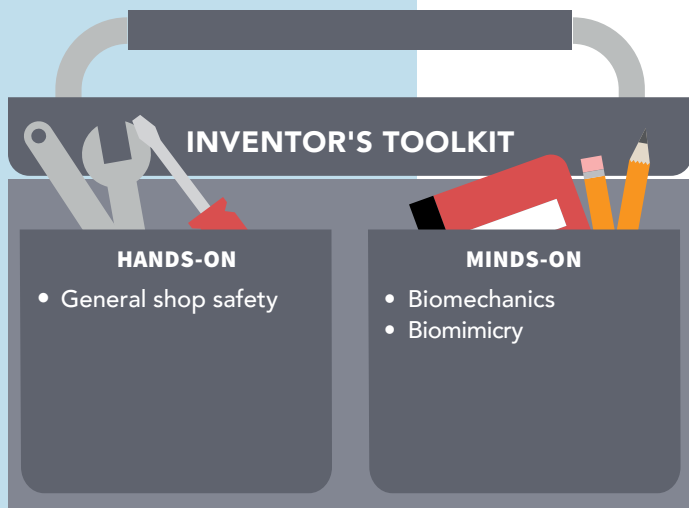 INVENTOR'S TOOLKIT
HANDS-ON
• General shop safety
MINDS-ON
• Biomechanics
• Biomimicry